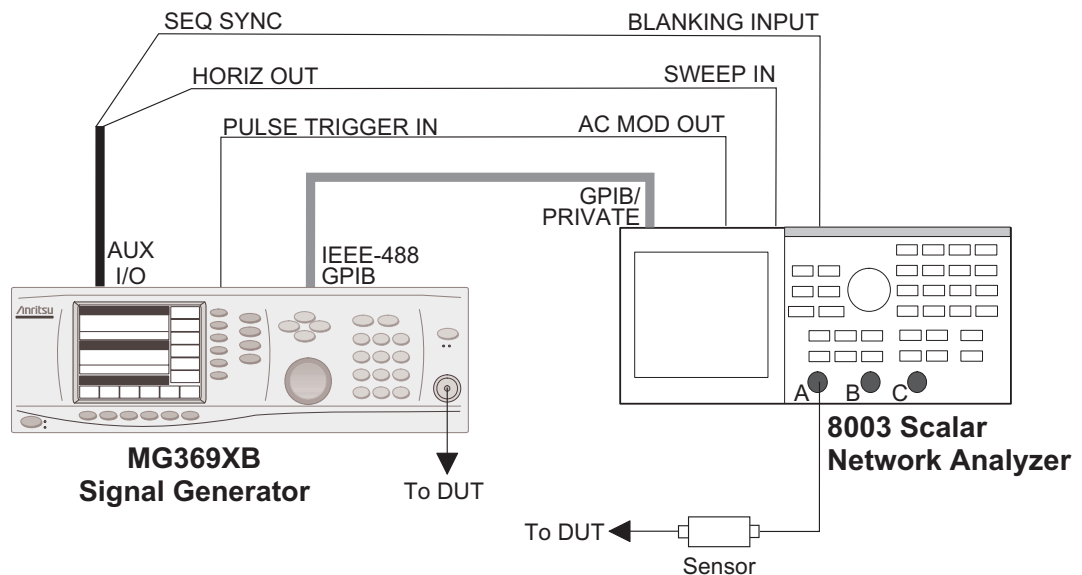 SEQ SYNC
BLANKING INPUT
HORIZ OUT
SWEEP IN
PULSE TRIGGER IN
AC MOD OUT
GPIB/
PRIVATE
AUX
I/O
IEEE-488
GPIB
Anritsu
A
B
C
MG369XB
Signal Generator
To DUT
8003 Scalar
Network Analyzer
To DUT
Sensor